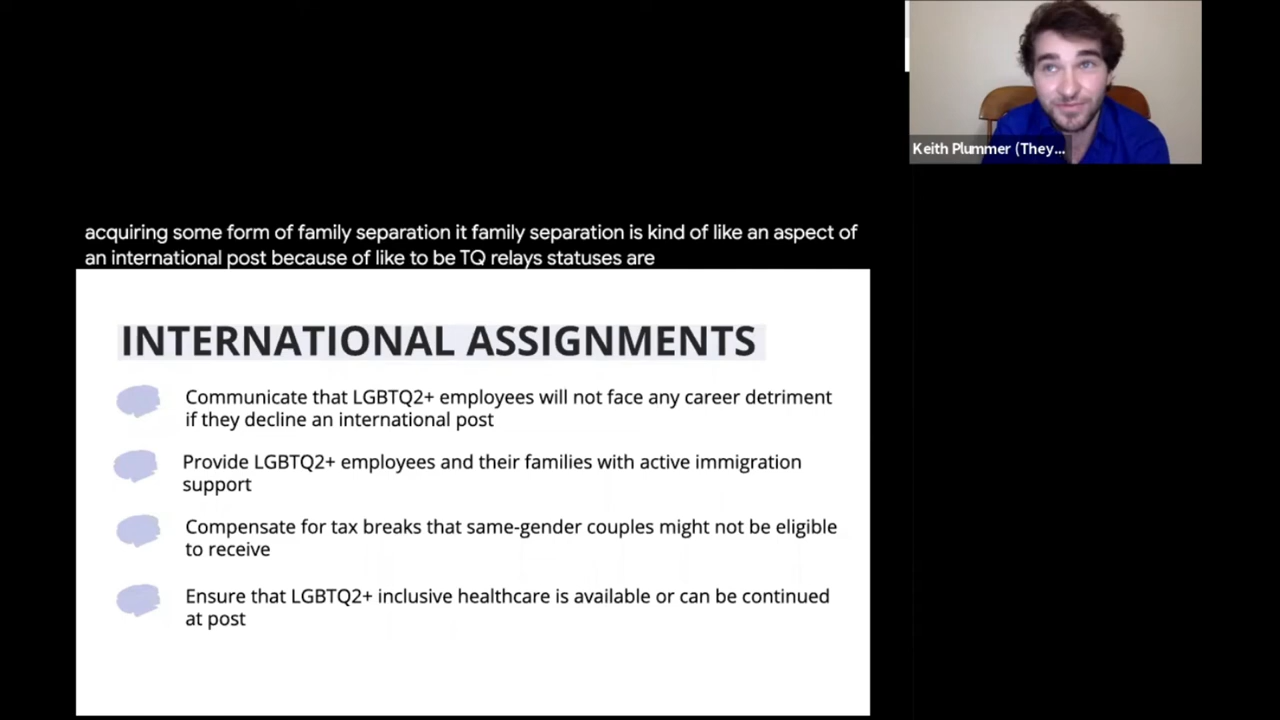 Keith Plummer (They...
acquiring some form of family separation it family separation is kind of like an aspect of
an international post because of like to be TQ relays statuses are
INTERNATIONAL ASSIGNMENTS
Communicate that LGBTQ2+ employees will not face any career detriment
if they decline an international post
Provide LGBTQ2+ employees and their families with active immigration
support
Compensate for tax breaks that same-gender couples might not be eligible
to receive
Ensure that LGBTQ2+ inclusive healthcare is available or can be continued
at post